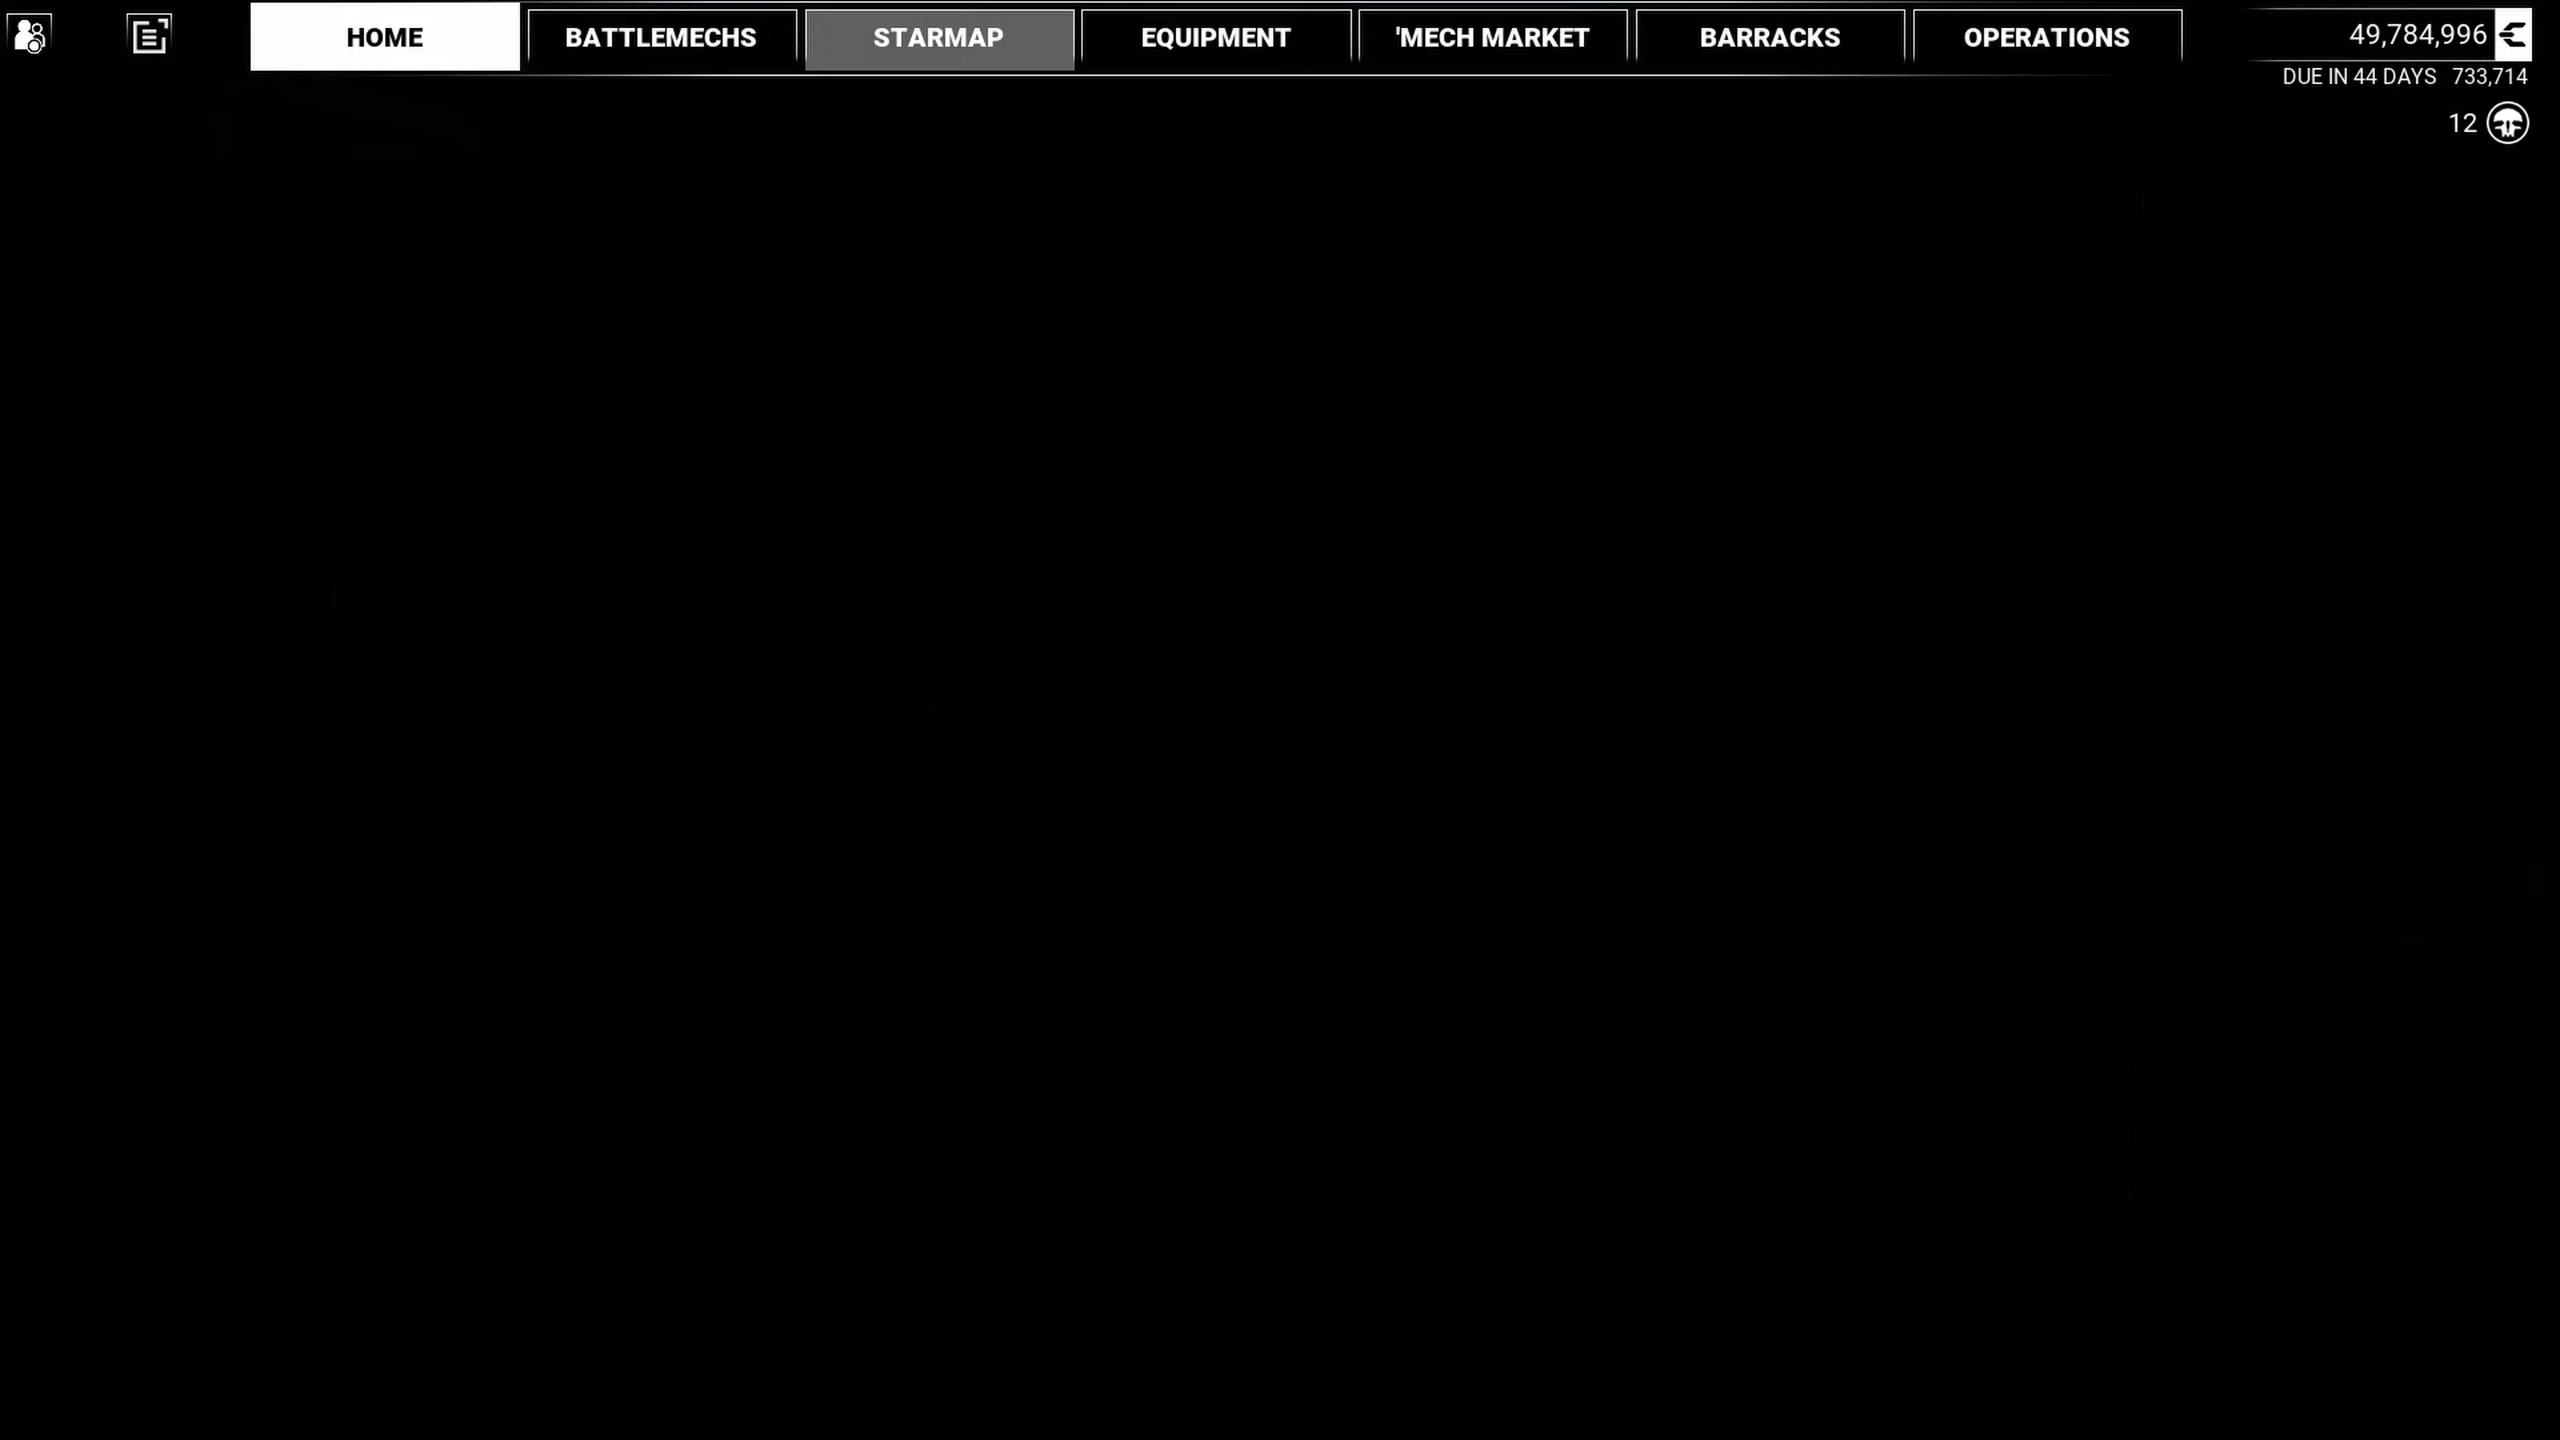 HOME BATTLEMECHS STARMAP EQUIPMENT 'MECH MARKET BARRACKS OPERATIONS 49,784,996
DUE IN 44 DAYS 733,714
12